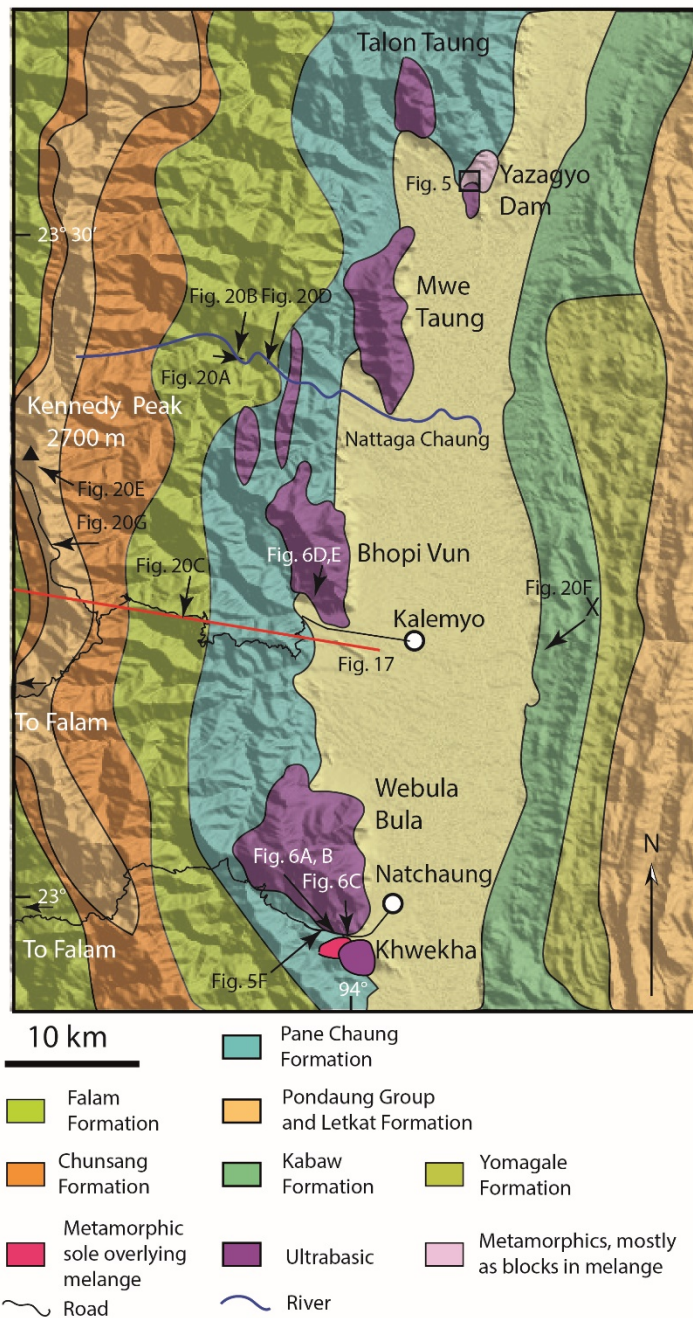 Talon Taung
Fig. 5
Yazagyo
Dam
23° 30'
Mwe
Taung
Fig. 20B
Fig. 20D
Fig. 20A
Kennedy Peak
2700 m
Nattaga Chaung
Fig. 20E
Fig. 20G
Fig. 20C
Fig. 6D,E
Bhopi Vun
Fig. 20F
X
Kalemyo
Fig. 17
To Falam
Webula
Bula
Fig. 6A, B
Fig. 6C
Natchaung
N
23°
To Falam
Khwekha
Fig. 5F
94°
10 km
Pane Chaung
Formation
Falam
Formation
Pondaung Group
and Letkat Formation
Chunsang
Formation
Kabaw
Formation
Yomagale
Formation
Metamorphic
sole overlying
melange
Ultrabasic
Metamorphics, mostly
as blocks in melange
Road
River